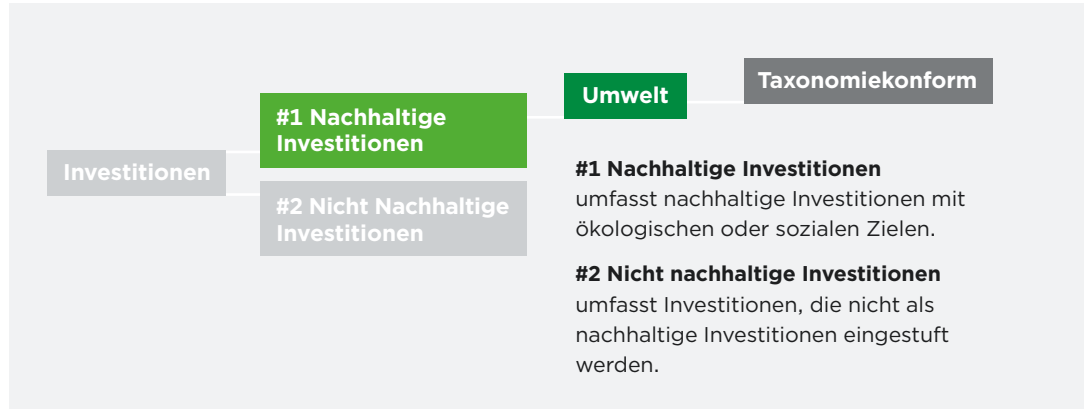 Investitionen
#1 Nachhaltige
Investitionen
#2 Nicht Nachhaltige
Investitionen
Umwelt
Taxonomiekonform
#1 Nachhaltige Investitionen
umfasst nachhaltige Investitionen mit
ökologischen oder sozialen Zielen.
#2 Nicht nachhaltige Investitionen
umfasst Investitionen, die nicht als
nachhaltige Investitionen eingestuft
werden.